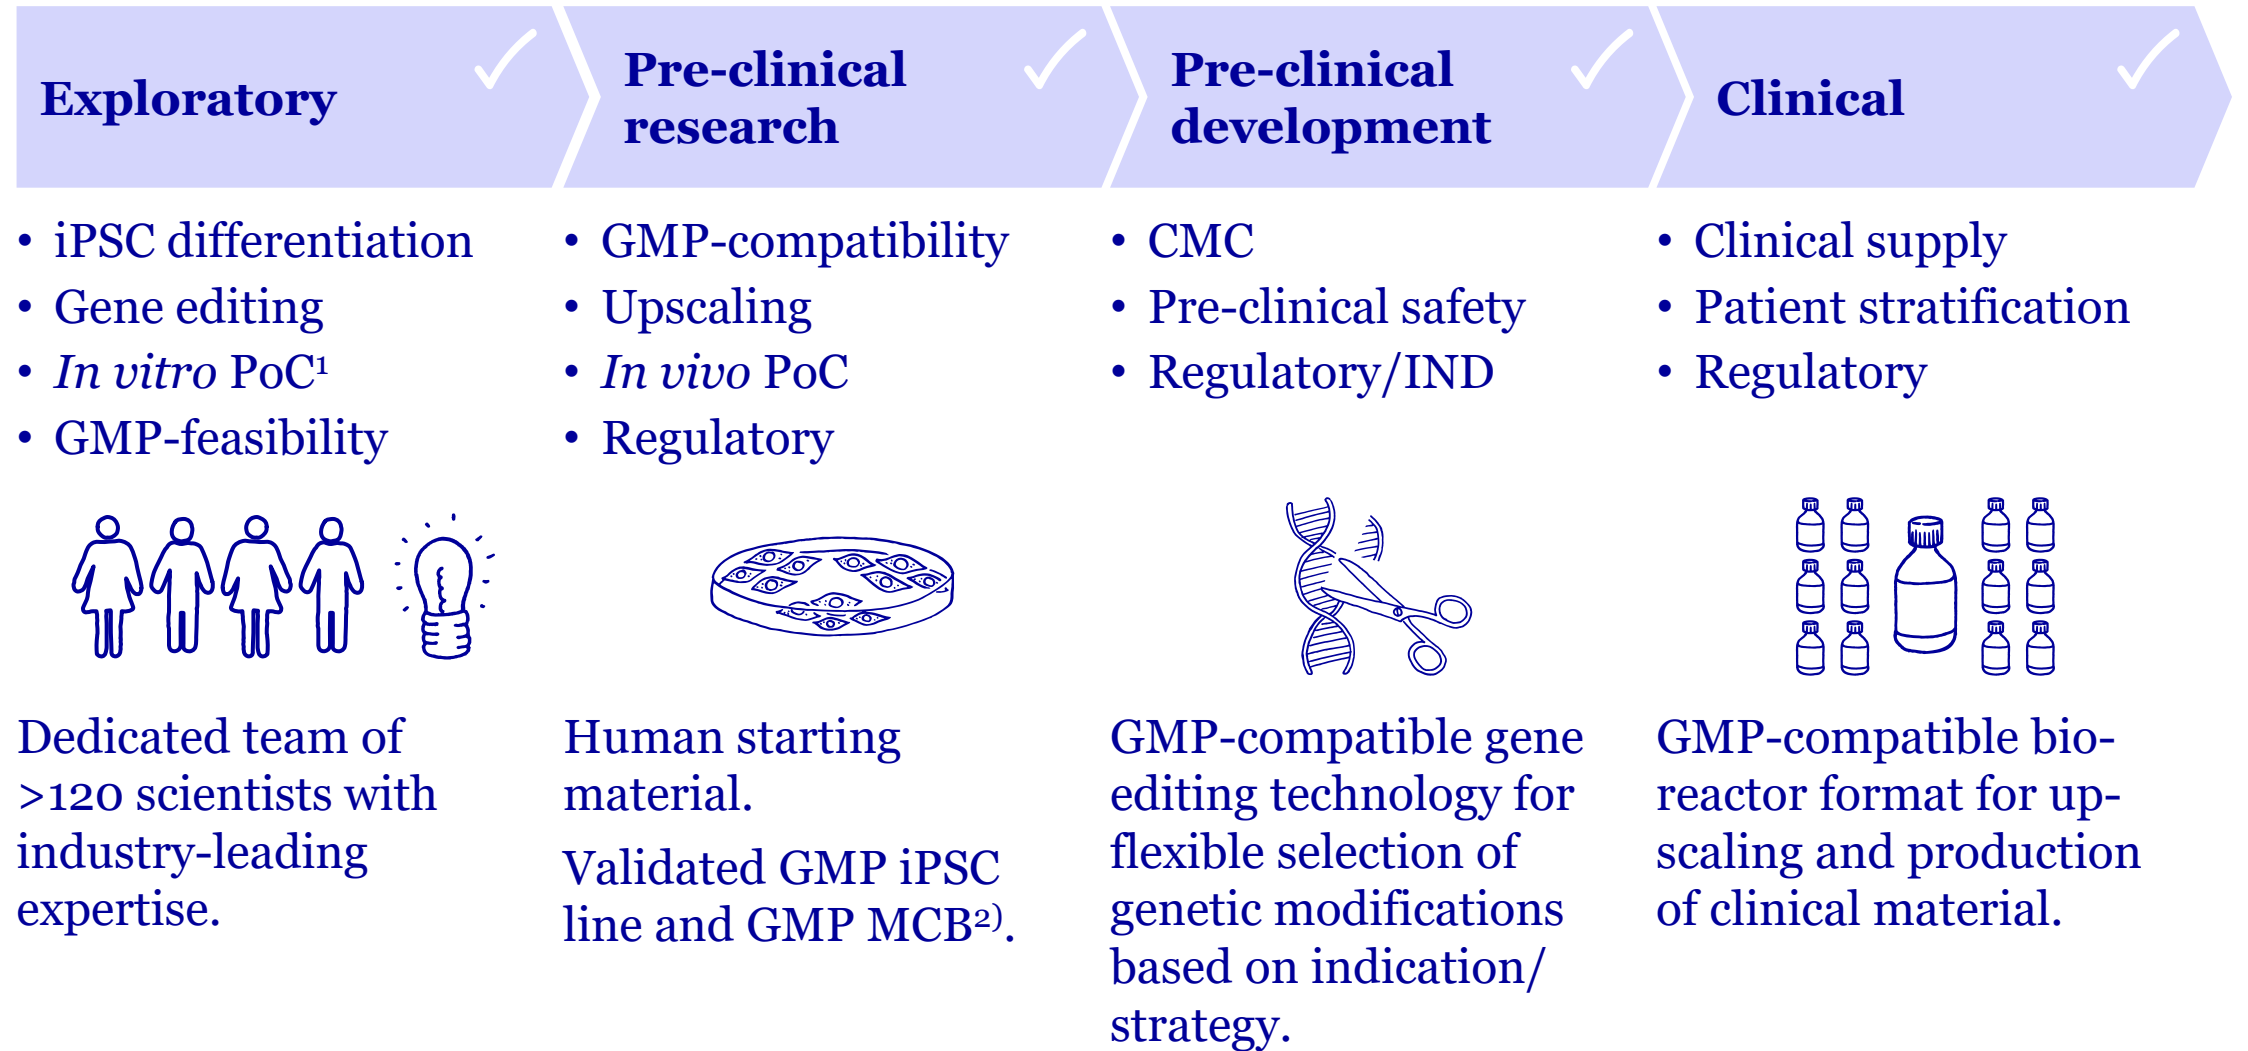 Exploratory
Pre-clinical
research
Pre-clinical
development
Clinical
• iPSC differentiation
• Gene editing
• In vitro PoC¹
• GMP-feasibility
• GMP-compatibility
• Upscaling
• In vivo PoC
• Regulatory
• CMC
• Pre-clinical safety
• Regulatory/IND
• Clinical supply
• Patient stratification
• Regulatory
Dedicated team of
>120 scientists with
industry-leading
expertise.
Human starting
material.
Validated GMP iPSC
line and GMP MCB²⁾.
GMP-compatible gene
editing technology for
flexible selection of
genetic modifications
based on indication/
strategy.
GMP-compatible bio-
reactor format for up-
scaling and production
of clinical material.